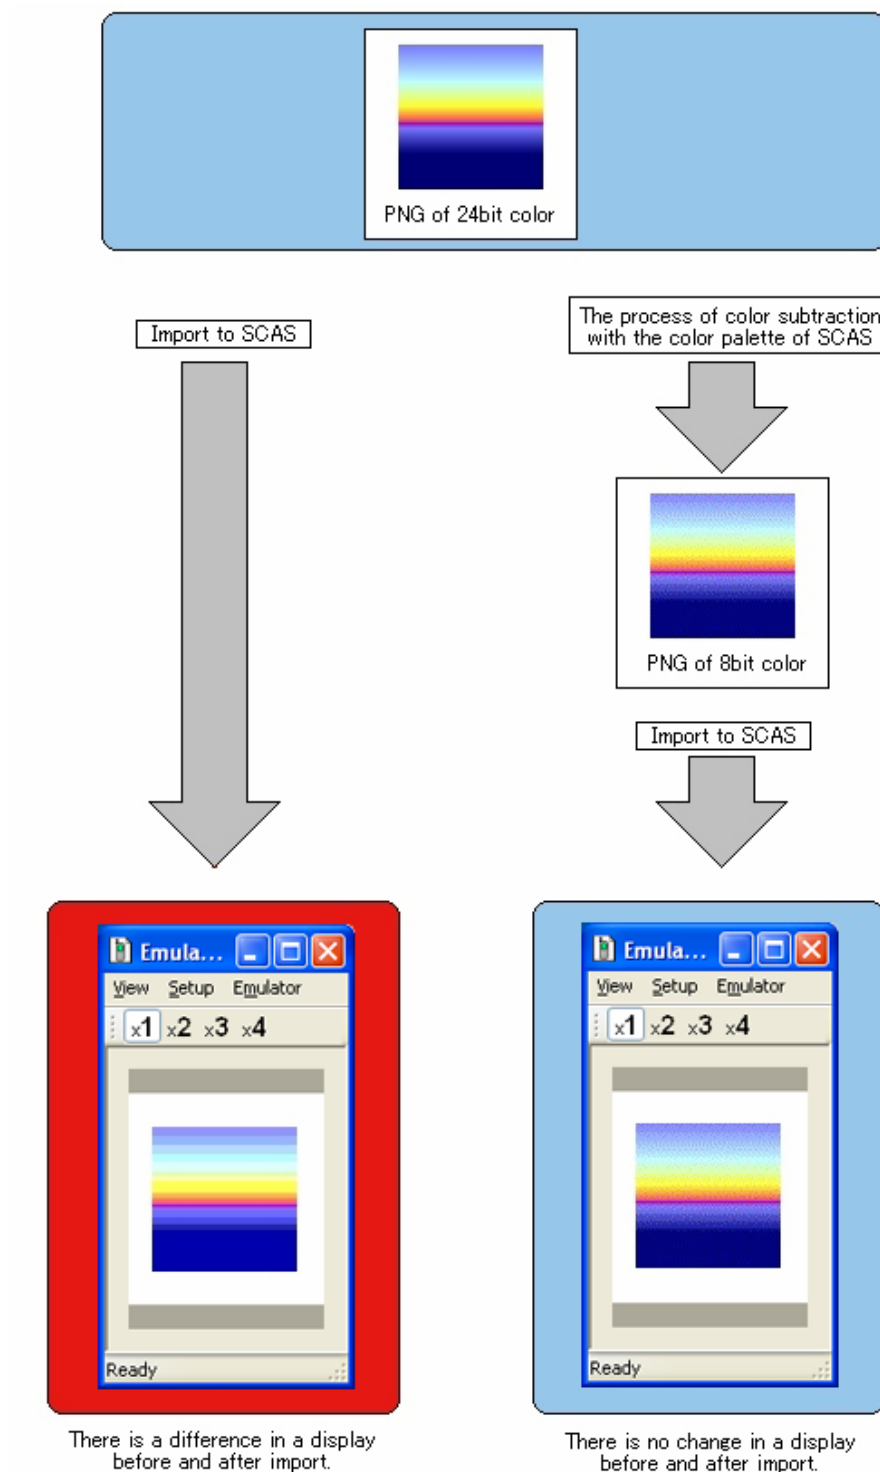 PNG of 24bit color
Import to SCAS
The process of color subtraction
with the color palette of SCAS
PNG of 8bit color
Import to SCAS
Emula...
View Setup Emulator
x1 x2 x3 x4
Ready
There is a difference in a display
before and after import.
Emula...
View Setup Emulator
x1 x2 x3 x4
Ready
There is no change in a display
before and after import.